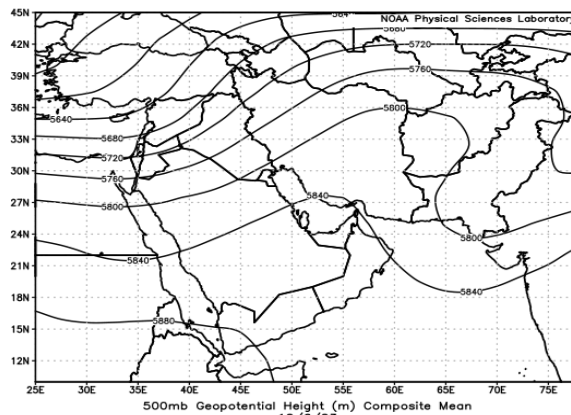 NOAA Physical Sciences Laboratory
45N
42N
39N
36N
33N
30N
27N
24N
21N
18N
15N
12N
5680
5720
5760
5800
5640
5680
5720
5760
5800
5840
5840
5800
5840
5880
25E 30E 35E 40E 45E 50E 55E 60E 65E 70E 75E
500mb Geopotential Height (m) Composite Mean